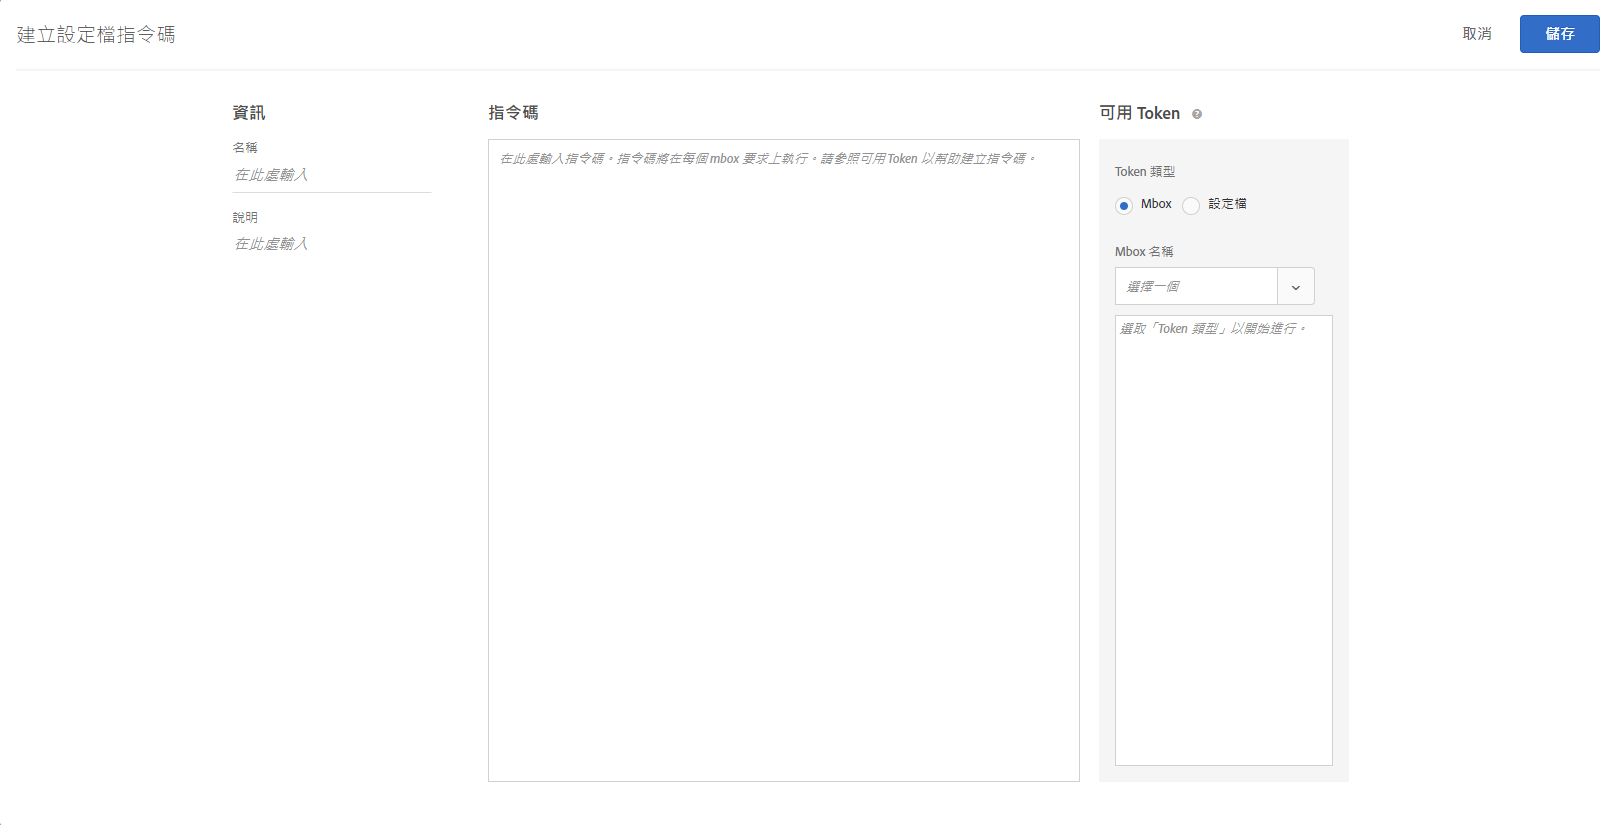 建立設定檔指令碼
取消
儲存
資訊
名稱
在此處輸入
說明
在此處輸入
指令碼
在此處輸入指令碼。指令碼將在每個 mbox 要求上執行。請參照可用 Token 以幫助建立指令碼。
可用 Token
Token 類型
Mbox 設定檔
Mbox 名稱
選擇一個
選取「Token 類型」以開始進行。